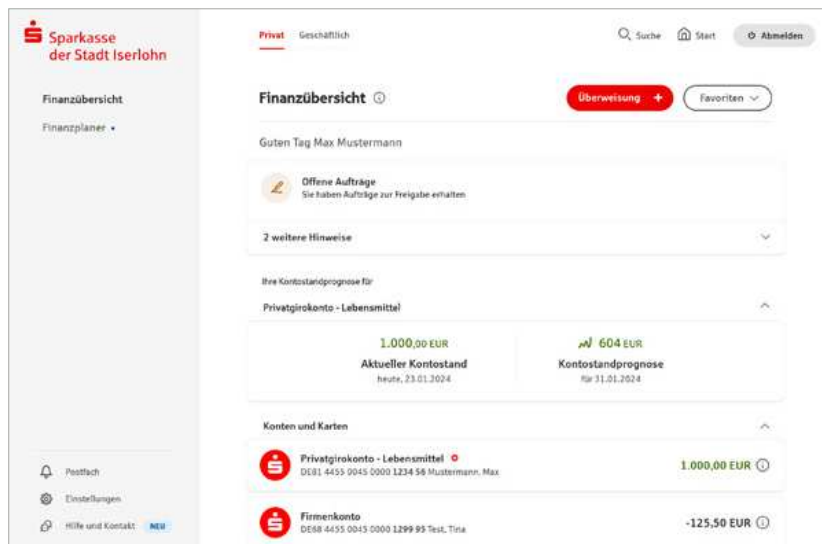 Sparkasse
der Stadt Iserlohn
Finanzübersicht
Finanzplaner
Postfach
Einstellungen
Hilfe und Kontakt NEU
Privat Geschäftlich
Suche Start Abmelden
Finanzübersicht
Überweisung +
Favoriten
Guten Tag Max Mustermann
Offene Aufträge
Sie haben Aufträge zur Freigabe erhalten
2 weitere Hinweise
Ihre Kontostandprognose für
Privatgirokonto - Lebensmittel
1.000,00 EUR
Aktueller Kontostand
heute, 23.01.2024
604 EUR
Kontostandprognose
für 31.01.2024
Konten und Karten
Privatgirokonto - Lebensmittel
DE81 4455 0045 0000 1234 56 Mustermann, Max
1.000,00 EUR
Firmenkonto
DE68 4455 0045 0000 1299 95 Test, Tina
-125,50 EUR